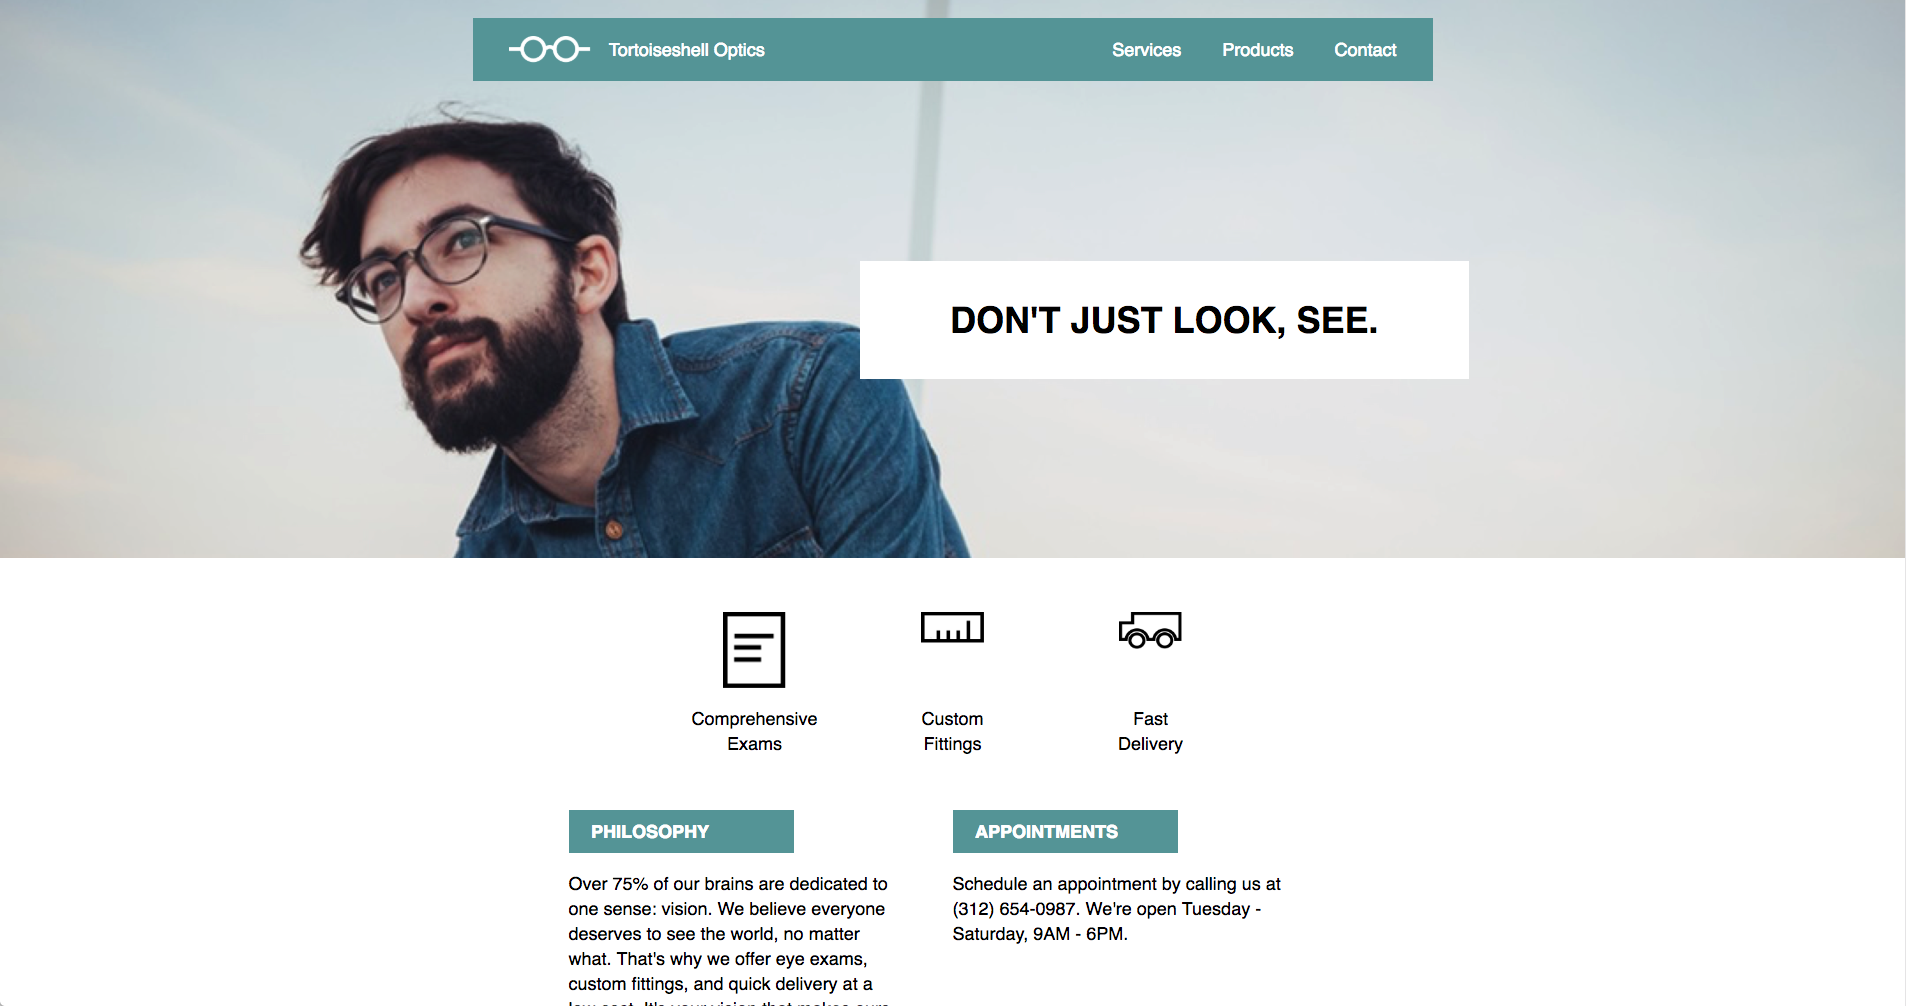 Tortoiseshell Optics
Services
Products
Contact
DON'T JUST LOOK, SEE.
Comprehensive
Exams
Custom
Fittings
Fast
Delivery
PHILOSOPHY
Over 75% of our brains are dedicated to
one sense: vision. We believe everyone
deserves to see the world, no matter
what. That's why we offer eye exams,
custom fittings, and quick delivery at a
APPOINTMENTS
Schedule an appointment by calling us at
(312) 654-0987. We're open Tuesday -
Saturday, 9AM - 6PM.